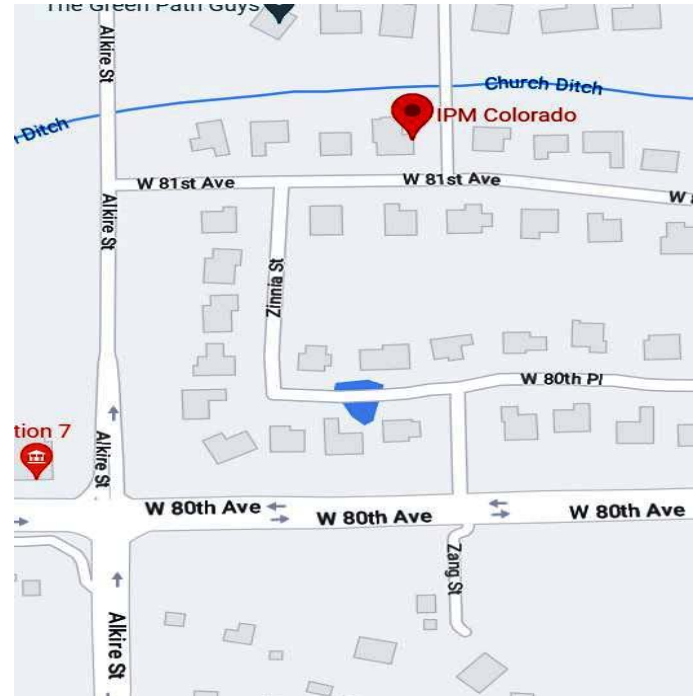 The Green Path Guys
Alkire St
Church Ditch
Ditch
IPM Colorado
W 81st Ave
W 81st Ave
W
Alkire St
Zinnia St
W 80th Pl
tion 7
Alkire St
W 80th Ave
W 80th Ave
W 80th Ave
Zang St
Alkire St